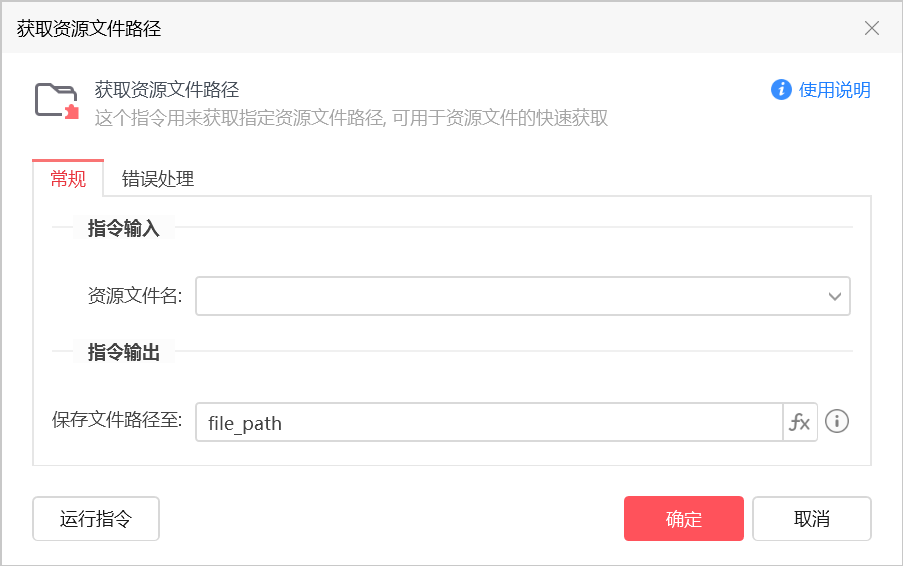 获取资源文件路径
获取资源文件路径
使用说明
这个指令用来获取指定资源文件路径, 可用于资源文件的快速获取
常规 错误处理
指令输入
资源文件名:
指令输出
保存文件路径至: file_path fx
运行指令 确定 取消